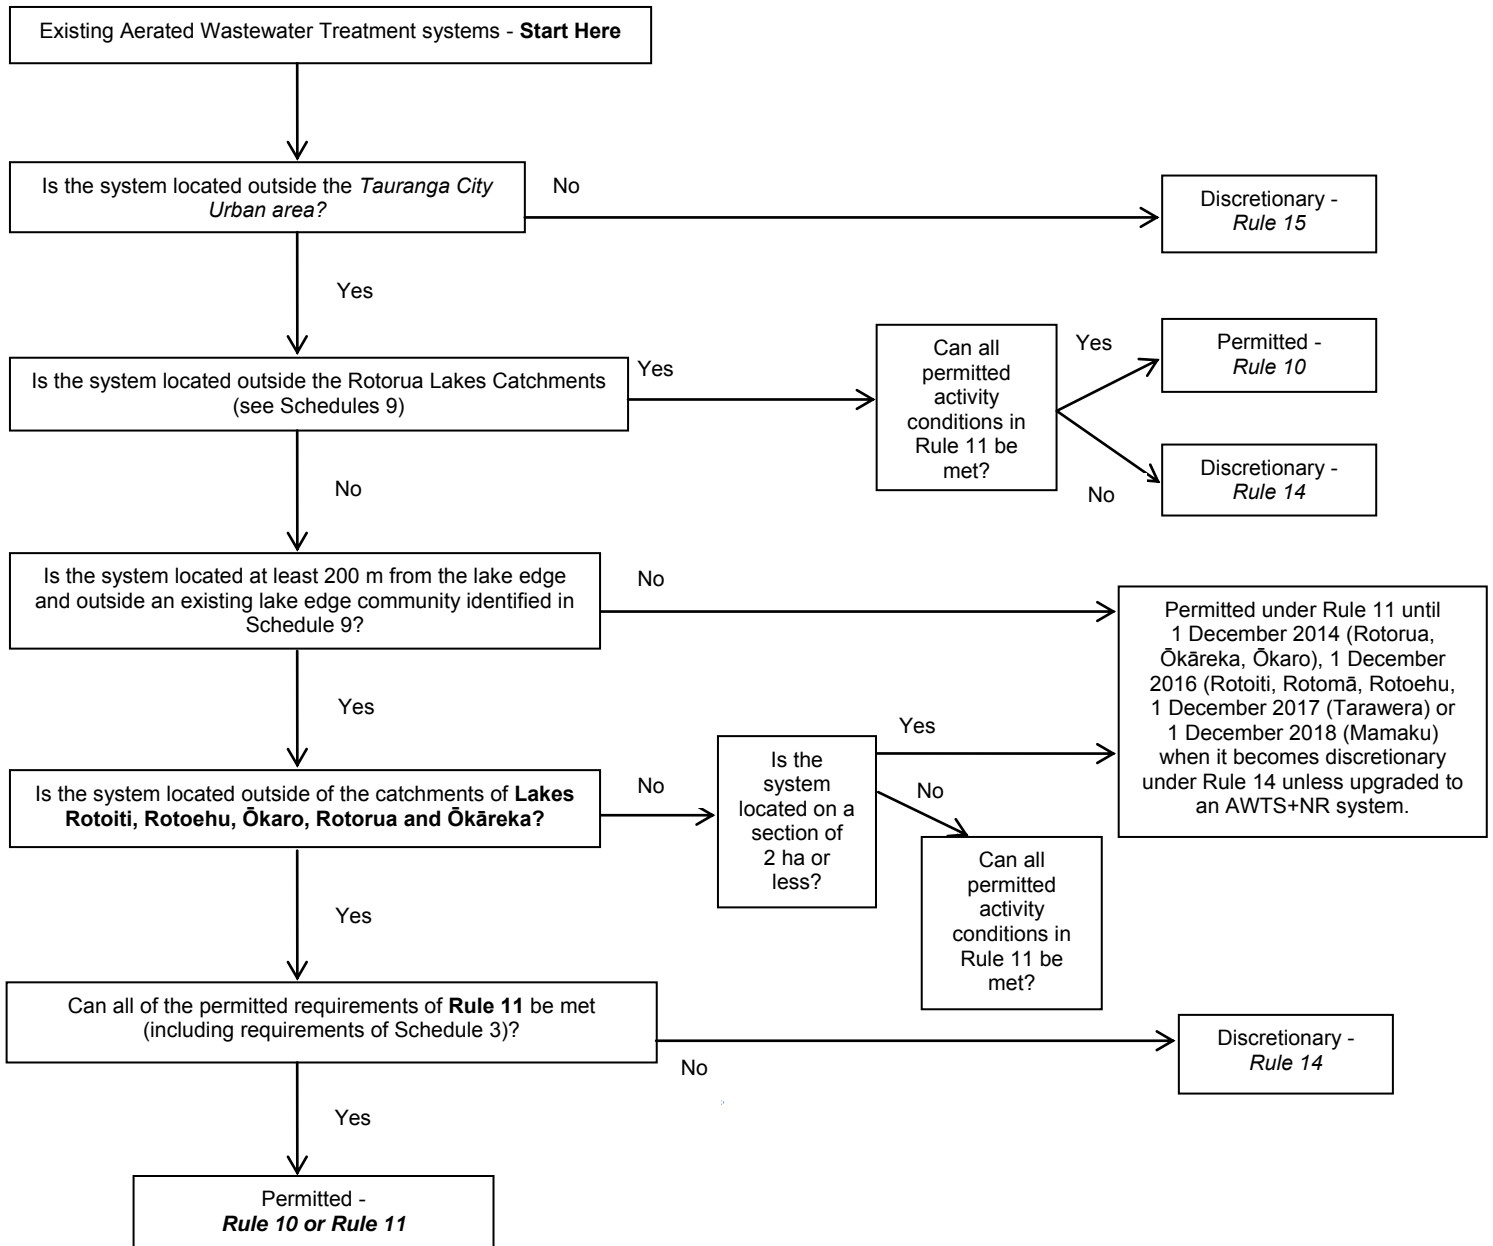 Existing Aerated Wastewater Treatment systems - Start Here
Is the system located outside the Tauranga City
Urban area?
No
Discretionary -
Rule 15
Yes
Is the system located outside the Rotorua Lakes Catchments
(see Schedules 9)
Yes
Can all
permitted
activity
conditions in
Rule 11 be
met?
Yes
Permitted -
Rule 10
No
Discretionary -
Rule 14
No
Is the system located at least 200 m from the lake edge
and outside an existing lake edge community identified in
Schedule 9?
No
Permitted under Rule 11 until
1 December 2014 (Rotorua,
Ōkāreka, Ōkaro), 1 December
2016 (Rotoiti, Rotomā, Rotoehu,
1 December 2017 (Tarawera) or
1 December 2018 (Mamaku)
when it becomes discretionary
under Rule 14 unless upgraded to
an AWTS+NR system.
Yes
Is the system located outside of the catchments of Lakes
Rotoiti, Rotoehu, Ōkaro, Rotorua and Ōkāreka?
No
Is the
system
located on a
section of
2 ha or
less?
Yes
No
Can all
permitted
activity
conditions in
Rule 11 be
met?
Yes
Can all of the permitted requirements of Rule 11 be met
(including requirements of Schedule 3)?
No
Discretionary -
Rule 14
Yes
Permitted -
Rule 10 or Rule 11